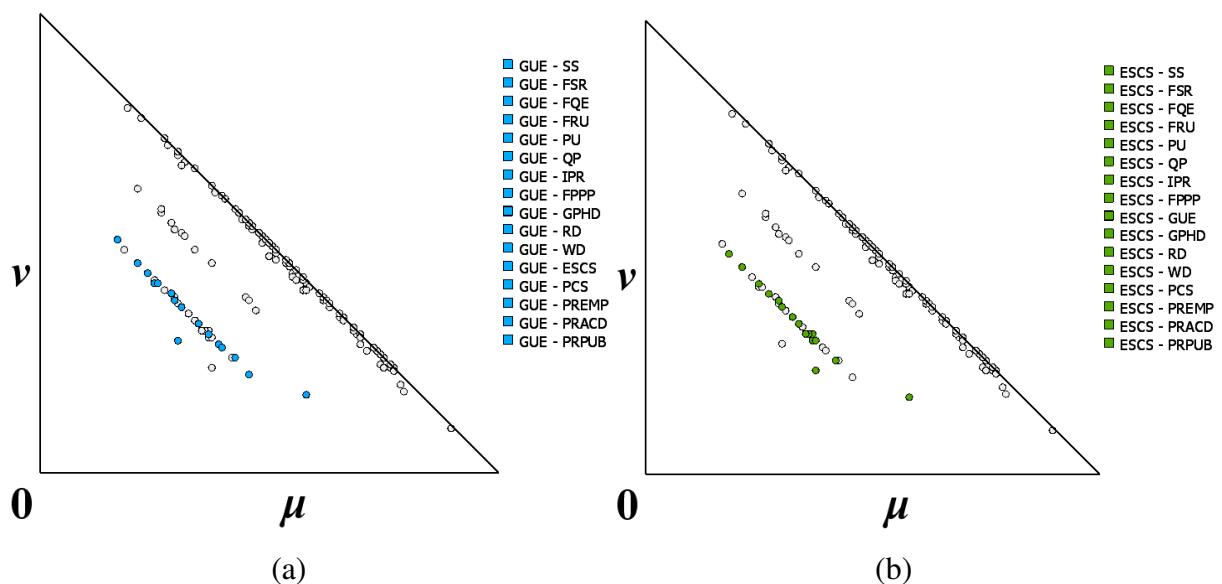 GUE - SS
GUE - FSR
GUE - FQE
GUE - FRU
GUE - PU
GUE - QP
GUE - IPR
GUE - FPPP
GUE - GPHD
GUE - RD
GUE - WD
GUE - ESCS
GUE - PCS
GUE - PREMP
GUE - PRACD
GUE - PRPUB
ν
0
μ
(a)
ESCS - SS
ESCS - FSR
ESCS - FQE
ESCS - FRU
ESCS - PU
ESCS - QP
ESCS - IPR
ESCS - FPPP
ESCS - GUE
ESCS - GPHD
ESCS - RD
ESCS - WD
ESCS - PCS
ESCS - PREMP
ESCS - PRACD
ESCS - PRPUB
ν
0
μ
(b)